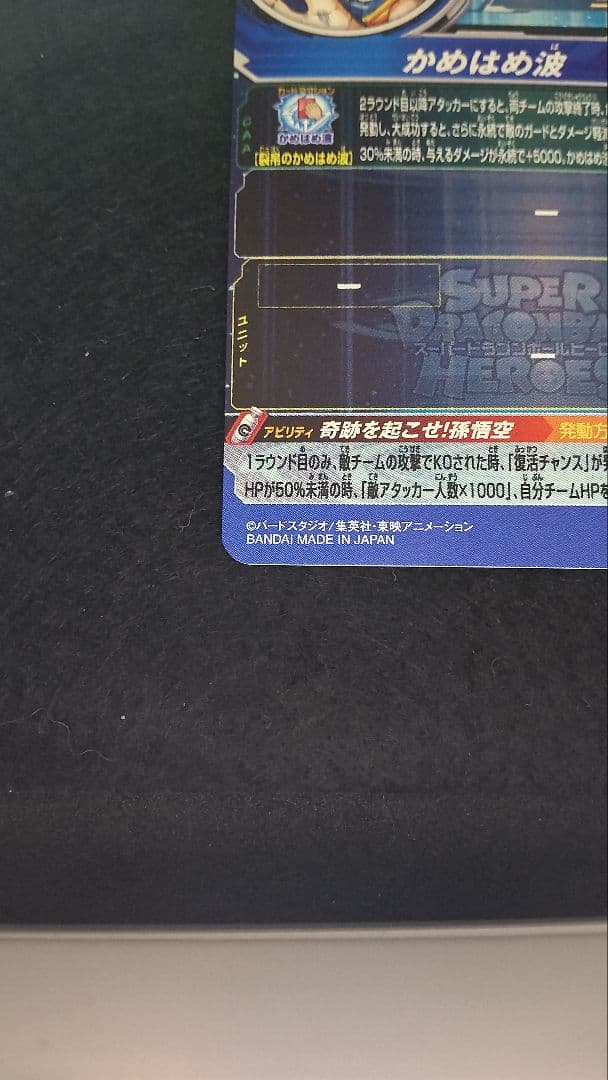 かめはめ波
カードアクション
かめはめ波
CAA
[裂帛のかめはめ波]
2ラウンド目以降アタッカーにすると、両チームの攻撃終了時、
発動し、大成功すると、さらに永続で敵のガードとダメージ軽
30%未満の時、与えるダメージが永続で+5000。かめはめ
ー
ー
ー
ユニット
SUPER
DRAGONB
スーパードラゴンボールヒーロ
HEROES
アビリティ 奇跡を起こせ!孫悟空 発動方
1ラウンド目のみ、敵チームの攻撃でKOされた時、「復活チャンス」が
HPが50%未満の時、「敵アタッカー人数×1000」、自分チームHPを
©バードスタジオ/集英社・東映アニメーション
BANDAI MADE IN JAPAN